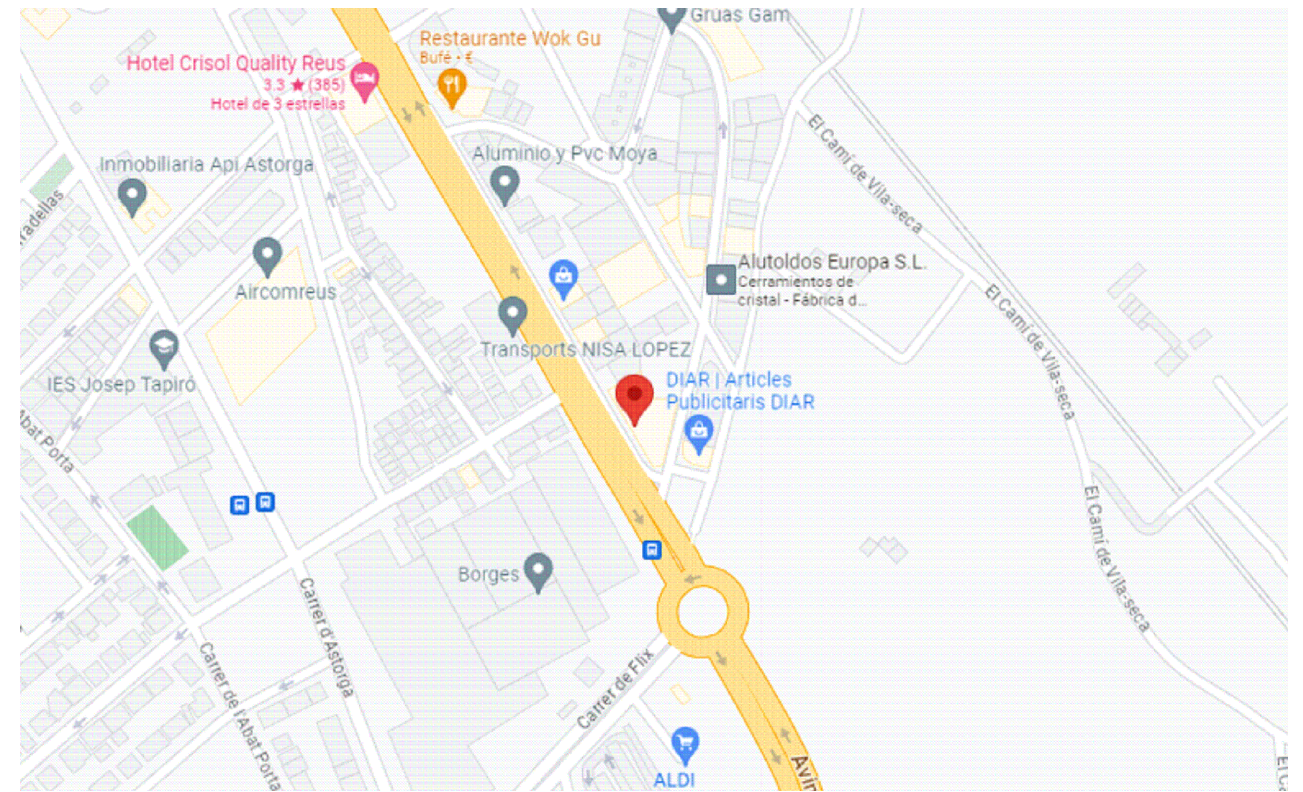 Gruas Gam
Restaurante Wok Gu
Bufé • €
Hotel Crisol Quality Reus
3.3 ★ (385)
Hotel de 3 estrellas
El Camí de Vila-seca
Inmobiliaria Api Astorga
Aluminio y Pvc Moya
Alutoldos Europa S.L.
Cerramientos de
cristal - Fábrica d...
Aircomreus
El Camí de Vila-seca
Transports NISA LOPEZ
IES Josep Tapiró
DIAR | Articles
Publicitaris DIAR
Abat Porta
El Camí de Vila-seca
Borges
Carrer d'Astorga
Carrer de l'Abat Porta
Carrer de Flix
ALDI
Avin